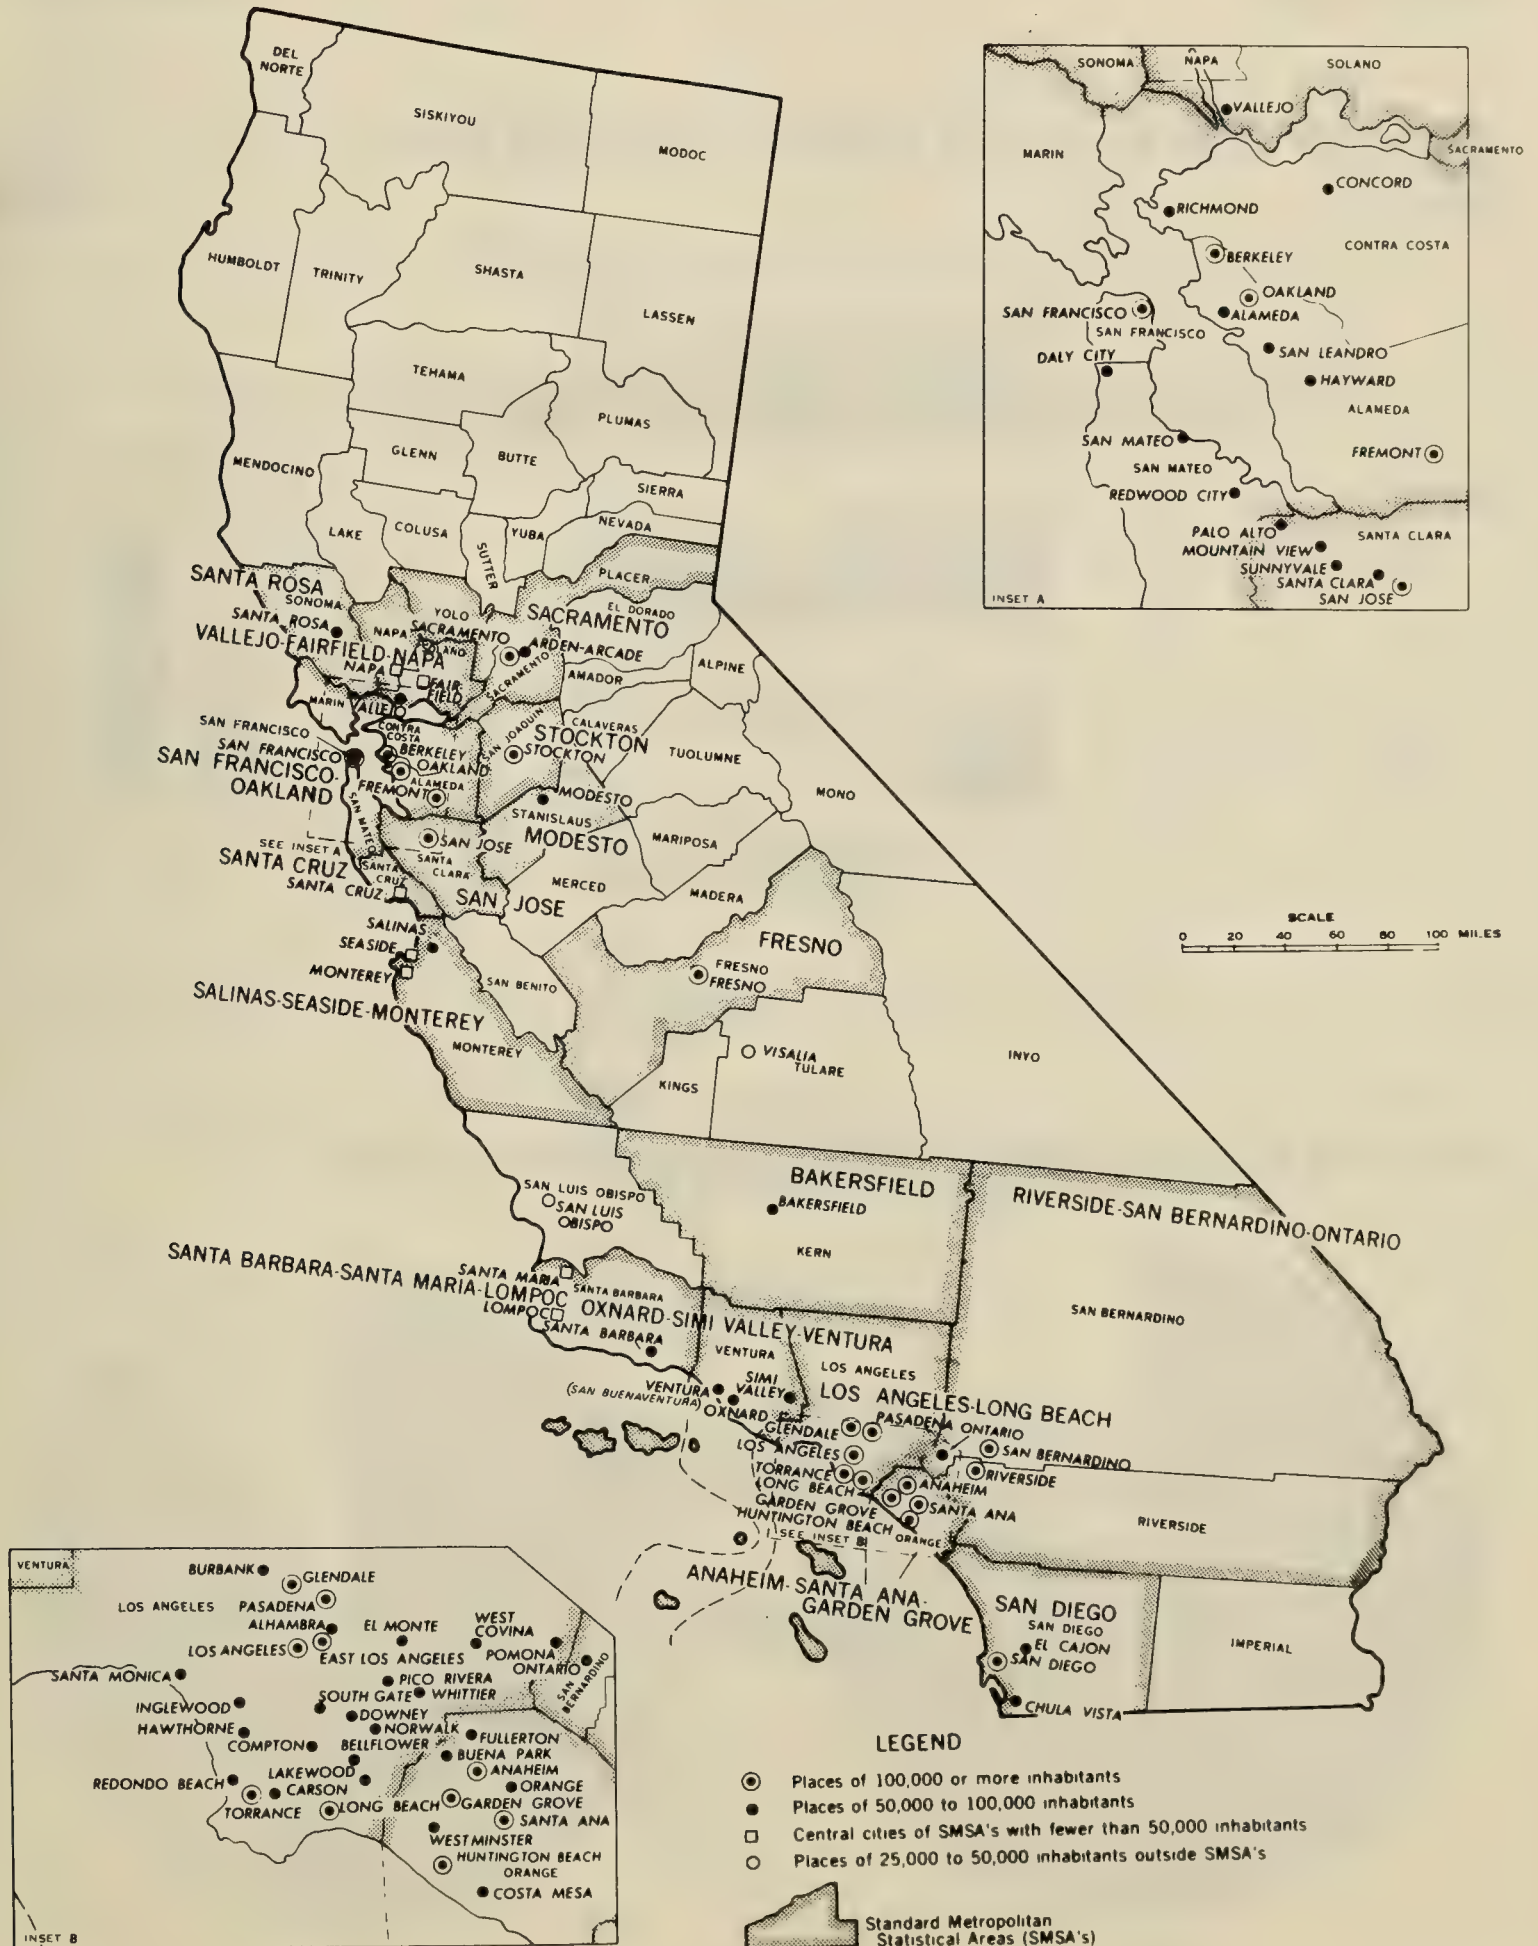 DEL
NORTE
SISKIYOU
MODOC
HUMBOLDT
TRINITY
SHASTA
LASSEN
TEHAMA
PLUMAS
MENDOCINO
GLENN
BUTTE
SIERRA
LAKE
COLUSA
SUTTER
YUBA
NEVADA
PLACER
SANTA ROSA
SONOMA
SANTA ROSA
YOLO
EL DORADO
SACRAMENTO
SACRAMENTO
NAPA
SOLANO
ARDEN-ARCADE
VALLEJO-FAIRFIELD-NAPA
NAPA
FAIR
FIELD
SACRAMENTO
AMADOR
ALPINE
MARIN
VALLEJO
CONTRA
COSTA
SAN JOAQUIN
CALAVERAS
STOCKTON
STOCKTON
TUOLUMNE
SAN FRANCISCO
SAN FRANCISCO
SAN FRANCISCO-
OAKLAND
BERKELEY
OAKLAND
ALAMEDA
FREMONT
MONO
MODESTO
STANISLAUS
MODESTO
MARIPOSA
SAN MATEO
SEE INSET A
SAN JOSE
SANTA
CLARA
SANTA CRUZ
SANTA
CRUZ
SANTA CRUZ
SAN JOSE
MERCED
MADERA
SALINAS
SEASIDE
MONTEREY
SALINAS-SEASIDE-MONTEREY
SAN BENITO
MONTEREY
FRESNO
FRESNO
FRESNO
VISALIA
TULARE
KINGS
INYO
SAN LUIS OBISPO
SAN LUIS
OBISPO
BAKERSFIELD
BAKERSFIELD
KERN
RIVERSIDE-SAN BERNARDINO-ONTARIO
SAN BERNARDINO
SANTA BARBARA-SANTA MARIA-LOMPOC
SANTA MARIA
SANTA BARBARA
LOMPOC
SANTA BARBARA
OXNARD-SIMI VALLEY-VENTURA
VENTURA
LOS ANGELES
SIMI
VALLEY
VENTURA
(SAN BUENAVENTURA)
OXNARD
LOS ANGELES-LONG BEACH
GLENDALE
PASADENA
ONTARIO
LOS ANGELES
SAN BERNARDINO
TORRANCE
RIVERSIDE
LONG BEACH
ANAHEIM
GARDEN GROVE
SANTA ANA
HUNTINGTON BEACH
ORANGE
SEE INSET B
RIVERSIDE
ANAHEIM-SANTA ANA-
GARDEN GROVE
SAN DIEGO
SAN DIEGO
EL CAJON
SAN DIEGO
CHULA VISTA
IMPERIAL
SONOMA
NAPA
SOLANO
VALLEJO
MARIN
SACRAMENTO
CONCORD
RICHMOND
CONTRA COSTA
BERKELEY
OAKLAND
SAN FRANCISCO
ALAMEDA
SAN FRANCISCO
DALY CITY
SAN LEANDRO
HAYWARD
ALAMEDA
SAN MATEO
FREMONT
SAN MATEO
REDWOOD CITY
PALO ALTO
SANTA CLARA
MOUNTAIN VIEW
SUNNYVALE
SANTA CLARA
SAN JOSE
INSET A
SCALE
0 20 40 60 80 100 MILES
VENTURA
BURBANK
GLENDALE
LOS ANGELES
PASADENA
ALHAMBRA
EL MONTE
WEST
COVINA
LOS ANGELES
EAST LOS ANGELES
POMONA
ONTARIO
SANTA MONICA
PICO RIVERA
SAN
BERNARDINO
SOUTH GATE
WHITTIER
INGLEWOOD
DOWNEY
HAWTHORNE
NORWALK
FULLERTON
COMPTON
BELLFLOWER
BUENA PARK
LAKEWOOD
ANAHEIM
REDONDO BEACH
CARSON
ORANGE
TORRANCE
LONG BEACH
GARDEN GROVE
SANTA ANA
WESTMINSTER
HUNTINGTON BEACH
ORANGE
COSTA MESA
INSET B
LEGEND
Places of 100,000 or more inhabitants
Places of 50,000 to 100,000 inhabitants
Central cities of SMSA's with fewer than 50,000 inhabitants
Places of 25,000 to 50,000 inhabitants outside SMSA's
Standard Metropolitan
Statistical Areas (SMSA's)